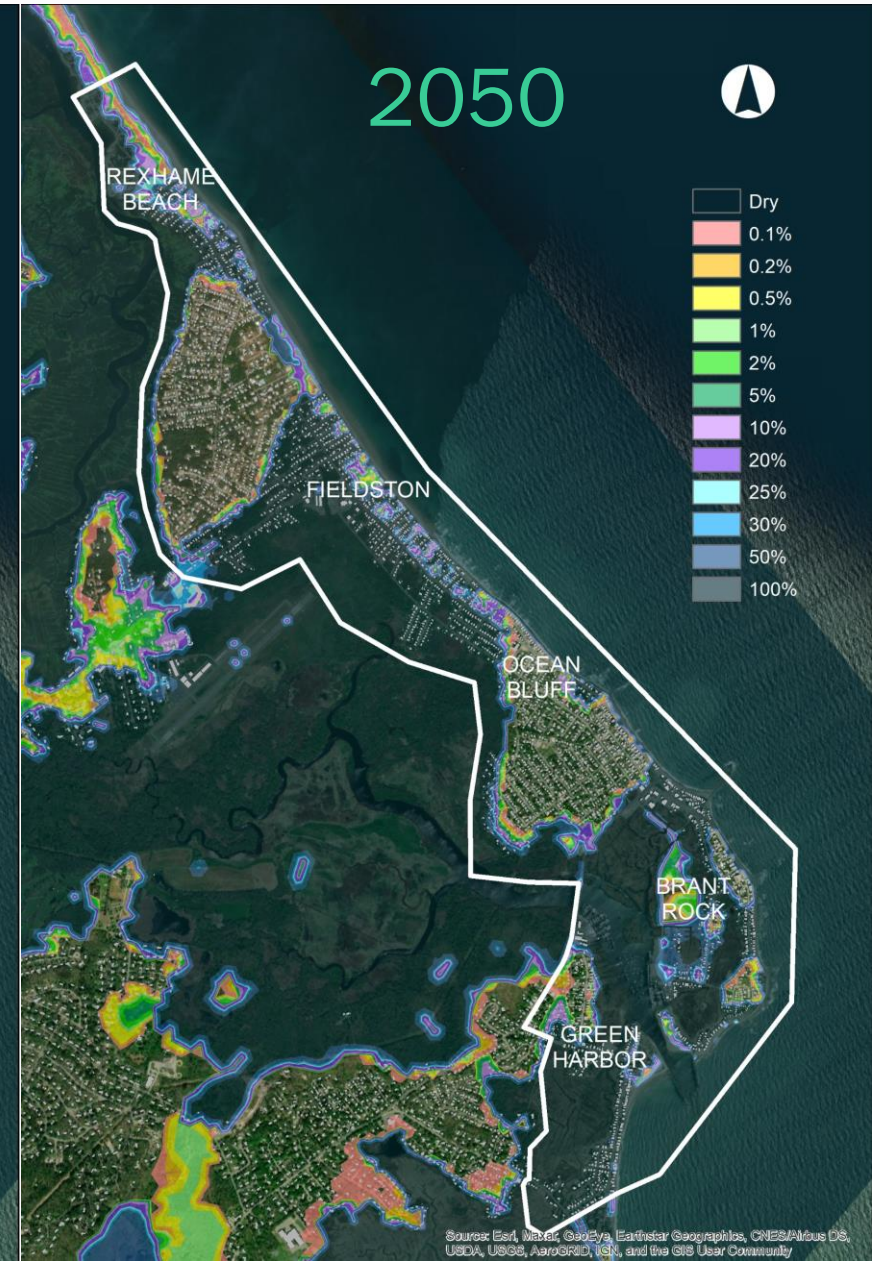 2050
Dry
0.1%
0.2%
0.5%
1%
2%
5%
10%
20%
25%
30%
50%
100%
REXHAME
BEACH
FIELDSTON
OCEAN
BLUFF
BRANT
ROCK
GREEN
HARBOR
Source: Esri, Maxar, GeoEye, Earthstar Geographics, CNES/Airbus DS,
USDA, USGS, AeroGRID, IGN, and the GIS User Community